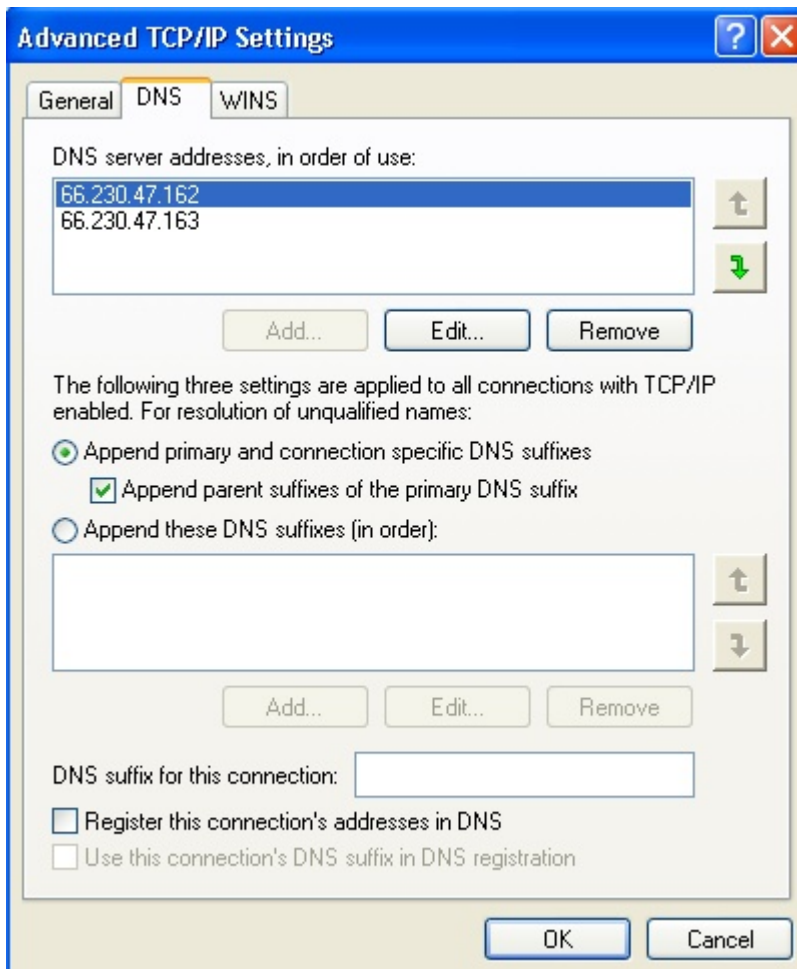 Advanced TCP/IP Settings
General DNS WINS
DNS server addresses, in order of use:
66.230.47.162
66.230.47.163
Add... Edit... Remove
The following three settings are applied to all connections with TCP/IP
enabled. For resolution of unqualified names:
Append primary and connection specific DNS suffixes
Append parent suffixes of the primary DNS suffix
Append these DNS suffixes (in order):
Add... Edit... Remove
DNS suffix for this connection:
Register this connection's addresses in DNS
Use this connection's DNS suffix in DNS registration
OK Cancel